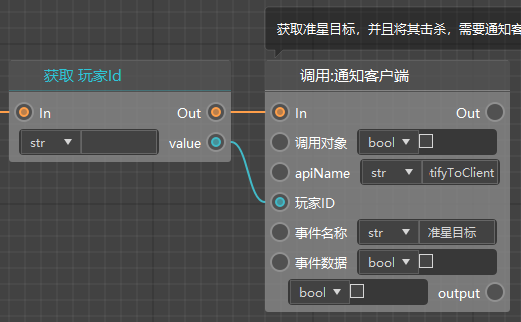 获取准星目标，并且将其击杀，需要通知客
获取 玩家Id
In
Out
str
value
调用:通知客户端
In
Out
调用对象
bool
apiName
str
tifyToClient
玩家ID
事件名称
str
准星目标
事件数据
bool
bool
output